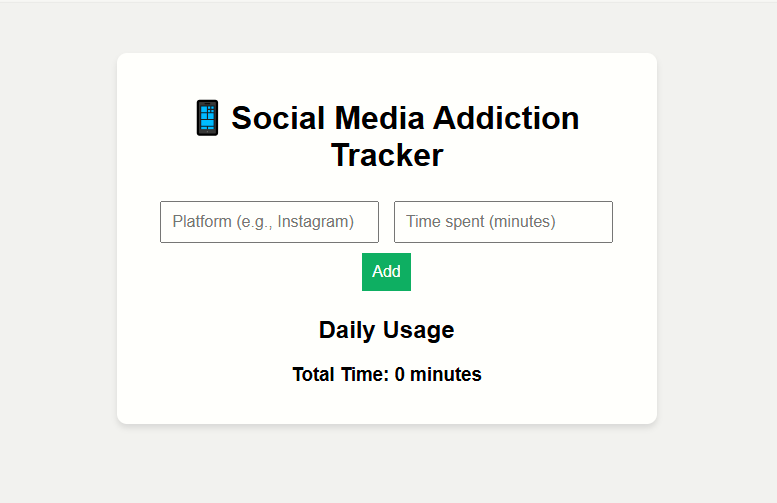 📱 Social Media Addiction
Tracker
Platform (e.g., Instagram) Time spent (minutes)
Add
Daily Usage
Total Time: 0 minutes